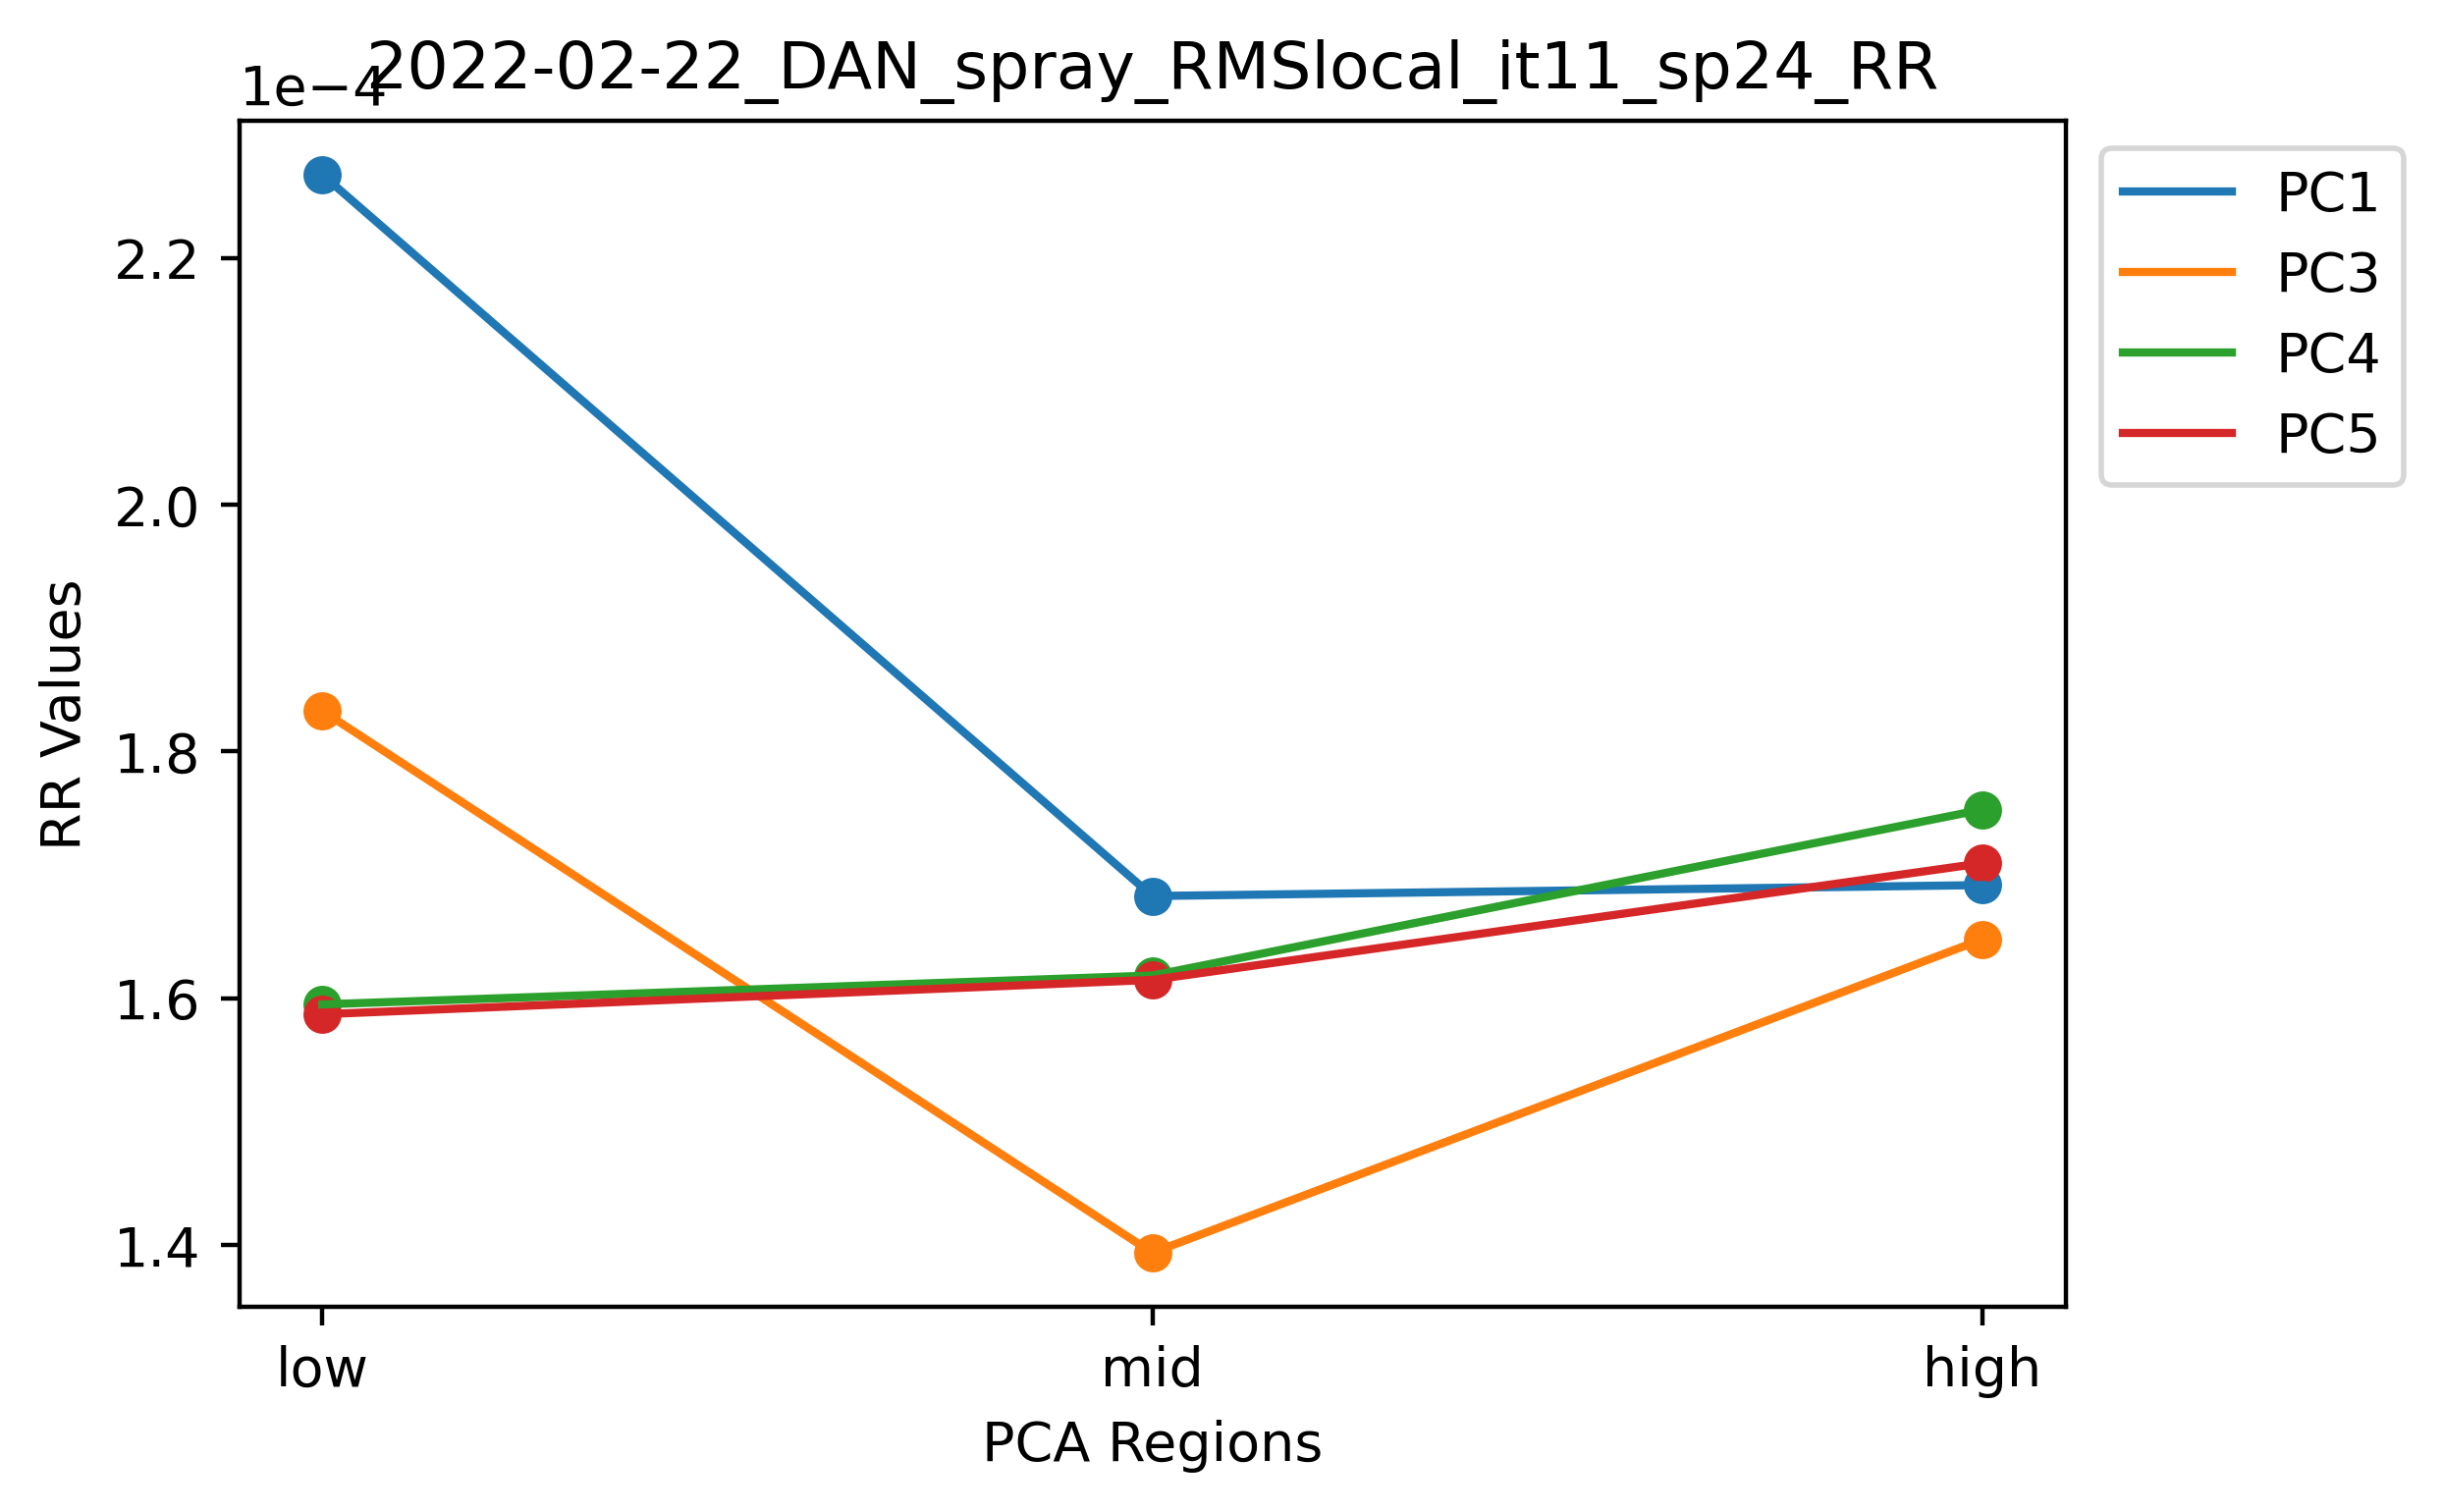 2022-02-22_DAN_spray_RMSlocal_it11_sp24_RR
1e−4
2.2
2.0
1.8
1.6
1.4
RR Values
low
mid
high
PCA Regions
PC1
PC3
PC4
PC5